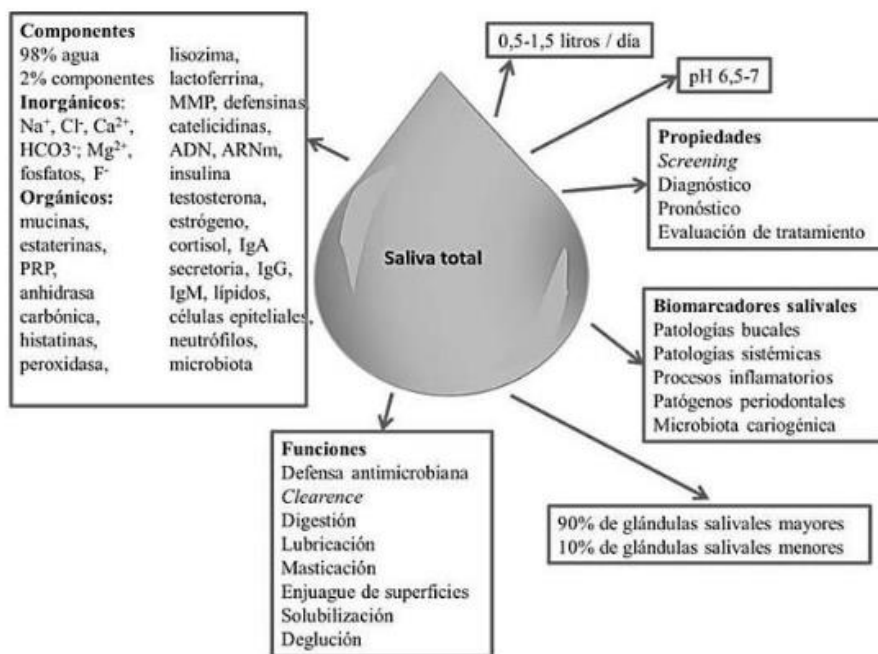 Componentes
98% agua
2% componentes
Inorgánicos:
Na⁺, Cl⁻, Ca²⁺,
HCO3⁻; Mg²⁺,
fosfatos, F⁻
Orgánicos:
mucinas,
estaterinas,
PRP,
anhidrasa
carbónica,
histatinas,
peroxidasa,
lisozima,
lactoferrina,
MMP, defensinas
catelicidinas,
ADN, ARNm,
insulina
testosterona,
estrógeno,
cortisol, IgA
secretoria, IgG,
IgM, lípidos,
células epiteliales,
neutrófilos,
microbiota
0,5-1,5 litros / día
pH 6,5-7
Propiedades
Screening
Diagnóstico
Pronóstico
Evaluación de tratamiento
Saliva total
Biomarcadores salivales
Patologías bucales
Patologías sistémicas
Procesos inflamatorios
Patógenos periodontales
Microbiota cariogénica
Funciones
Defensa antimicrobiana
Clearence
Digestión
Lubricación
Masticación
Enjuague de superficies
Solubilización
Deglución
90% de glándulas salivales mayores
10% de glándulas salivales menores